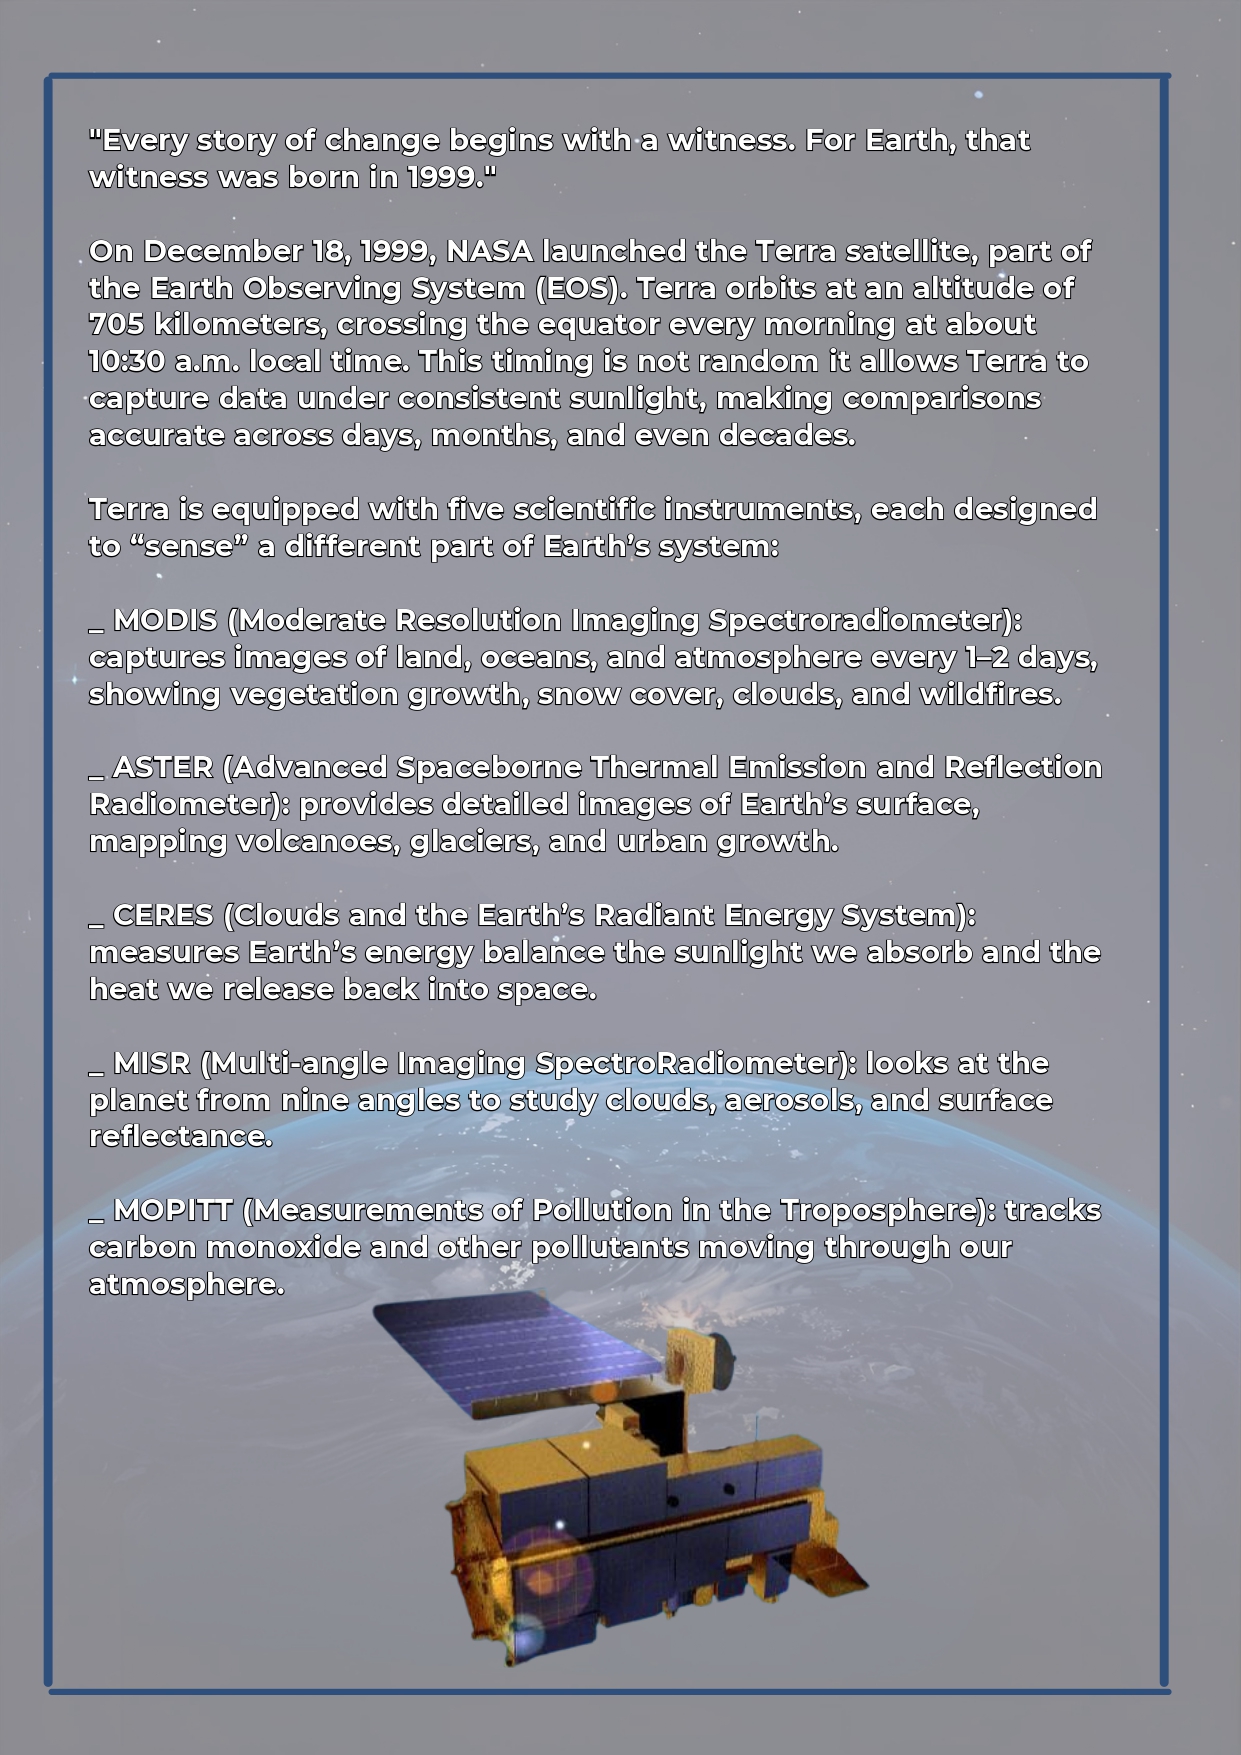 "Every story of change begins with a witness. For Earth, that
witness was born in 1999."
On December 18, 1999, NASA launched the Terra satellite, part of
the Earth Observing System (EOS). Terra orbits at an altitude of
705 kilometers, crossing the equator every morning at about
10:30 a.m. local time. This timing is not random it allows Terra to
capture data under consistent sunlight, making comparisons
accurate across days, months, and even decades.
Terra is equipped with five scientific instruments, each designed
to “sense” a different part of Earth’s system:
_ MODIS (Moderate Resolution Imaging Spectroradiometer):
captures images of land, oceans, and atmosphere every 1–2 days,
showing vegetation growth, snow cover, clouds, and wildfires.
_ ASTER (Advanced Spaceborne Thermal Emission and Reflection
Radiometer): provides detailed images of Earth’s surface,
mapping volcanoes, glaciers, and urban growth.
_ CERES (Clouds and the Earth’s Radiant Energy System):
measures Earth’s energy balance the sunlight we absorb and the
heat we release back into space.
_ MISR (Multi-angle Imaging SpectroRadiometer): looks at the
planet from nine angles to study clouds, aerosols, and surface
reflectance.
_ MOPITT (Measurements of Pollution in the Troposphere): tracks
carbon monoxide and other pollutants moving through our
atmosphere.